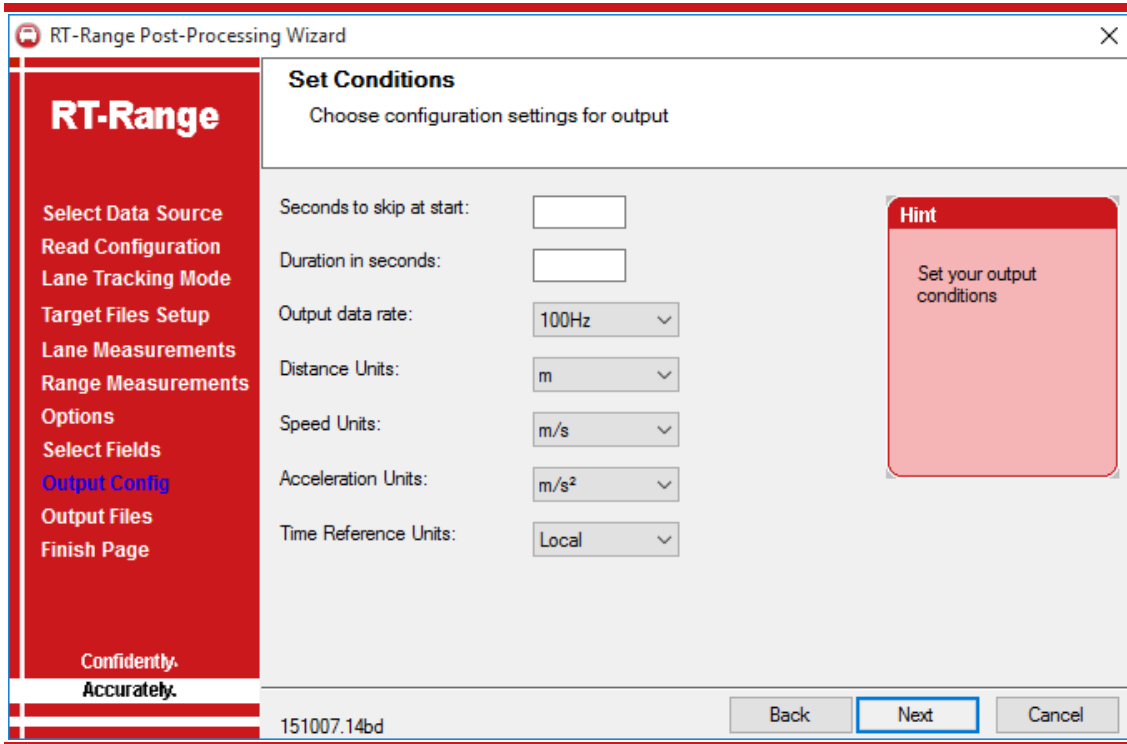 RT-Range Post-Processing Wizard
RT-Range
Select Data Source
Read Configuration
Lane Tracking Mode
Target Files Setup
Lane Measurements
Range Measurements
Options
Select Fields
Output Config
Output Files
Finish Page
Confidently.
Accurately.
Set Conditions
Choose configuration settings for output
Seconds to skip at start:
Duration in seconds:
Output data rate: 100Hz
Distance Units: m
Speed Units: m/s
Acceleration Units: m/s²
Time Reference Units: Local
Hint
Set your output
conditions
151007.14bd
Back Next Cancel